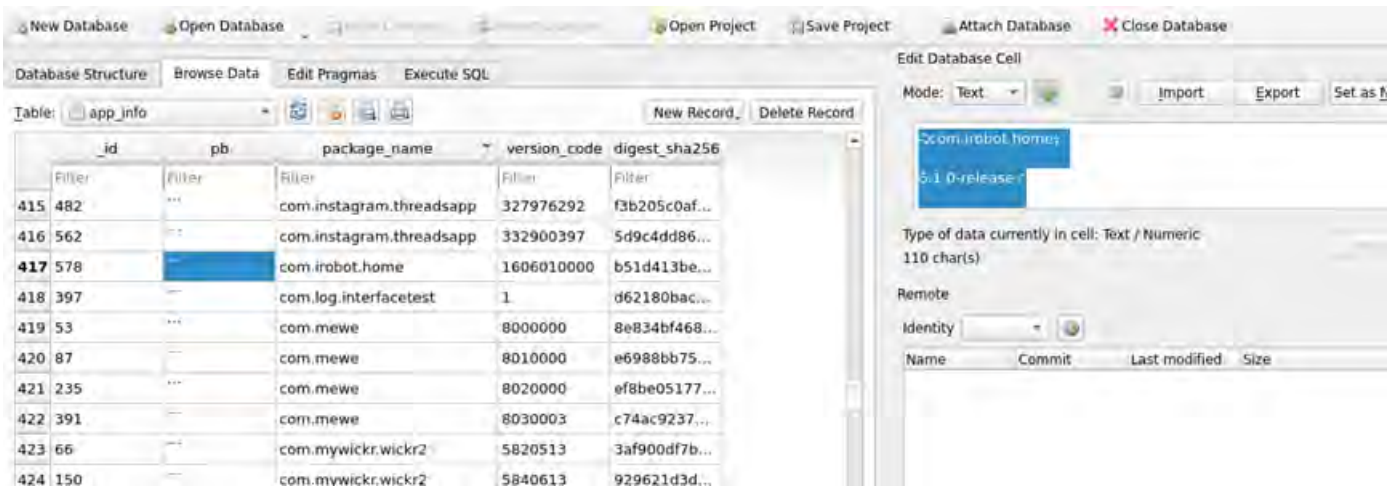 New Database Open Database Open Project Save Project Attach Database Close Database
Database Structure Browse Data Edit Pragmas Execute SQL
Table: app_info New Record Delete Record
_id pb package_name version_code digest_sha256
Filter Filter Filter Filter Filter
415 482 com.instagram.threadsapp 327976292 f3b205c0af...
416 562 com.instagram.threadsapp 332900397 5d9c4dd86...
417 578 com.irobot.home 1606010000 b51d413be...
418 397 com.log.interfacetest 1 d62180bac...
419 53 com.mewe 8000000 8e834bf468...
420 87 com.mewe 8010000 e6988bb75...
421 235 com.mewe 8020000 ef8be05177...
422 391 com.mewe 8030003 c74ac9237...
423 66 com.mywickr.wickr2 5820513 3af900df7b...
424 150 com.mywickr.wickr2 5840613 929621d3d...
Edit Database Cell
Mode: Text Import Export Set as N
com.irobot.home
6.1.0-release
Type of data currently in cell: Text / Numeric
110 char(s)
Remote
Identity
Name Commit Last modified Size